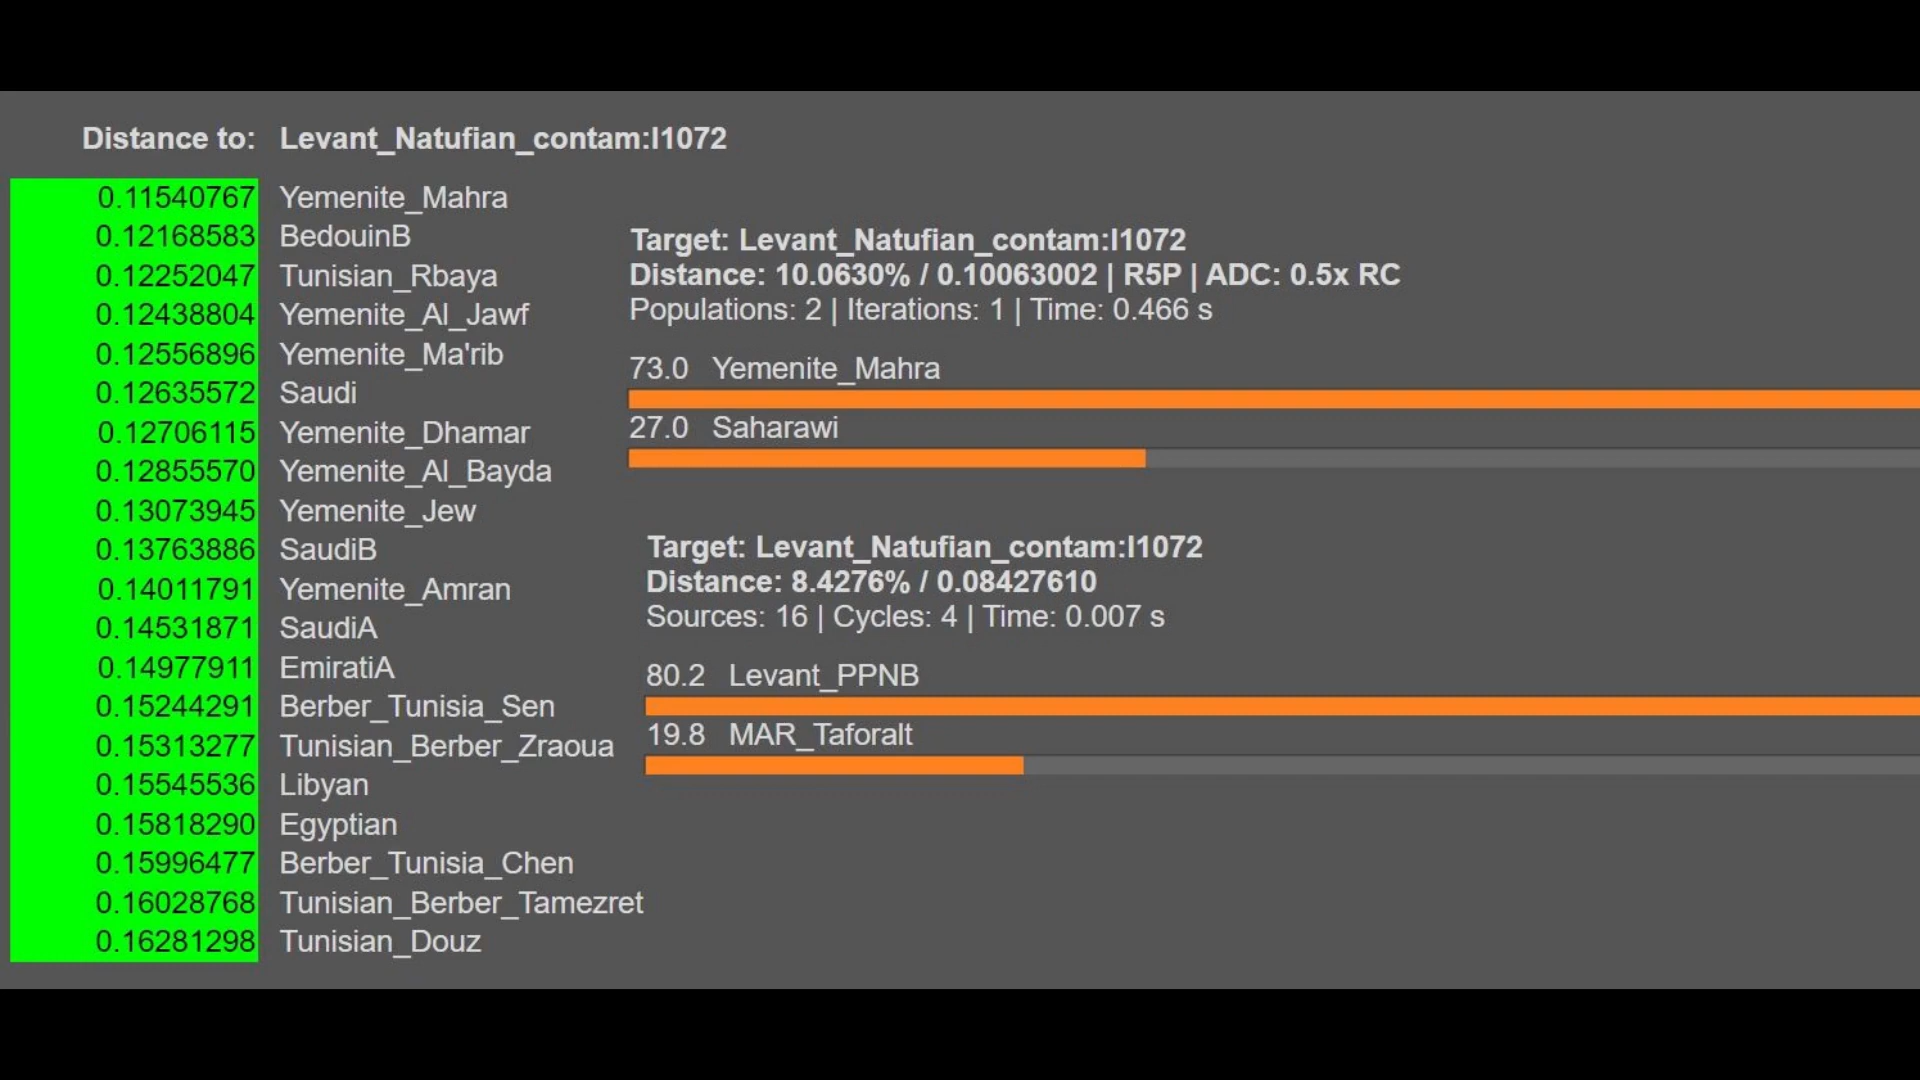 Distance to: Levant_Natufian_contam:I1072
0.11540767 Yemenite_Mahra
0.12168583 BedouinB
0.12252047 Tunisian_Rbaya
0.12438804 Yemenite_Al_Jawf
0.12556896 Yemenite_Ma'rib
0.12635572 Saudi
0.12706115 Yemenite_Dhamar
0.12855570 Yemenite_Al_Bayda
0.13073945 Yemenite_Jew
0.13763886 SaudiB
0.14011791 Yemenite_Amran
0.14531871 SaudiA
0.14977911 EmiratiA
0.15244291 Berber_Tunisia_Sen
0.15313277 Tunisian_Berber_Zraoua
0.15545536 Libyan
0.15818290 Egyptian
0.15996477 Berber_Tunisia_Chen
0.16028768 Tunisian_Berber_Tamezret
0.16281298 Tunisian_Douz
Target: Levant_Natufian_contam:I1072
Distance: 10.0630% / 0.10063002 | R5P | ADC: 0.5x RC
Populations: 2 | Iterations: 1 | Time: 0.466 s
73.0 Yemenite_Mahra
27.0 Saharawi
Target: Levant_Natufian_contam:I1072
Distance: 8.4276% / 0.08427610
Sources: 16 | Cycles: 4 | Time: 0.007 s
80.2 Levant_PPNB
19.8 MAR_Taforalt